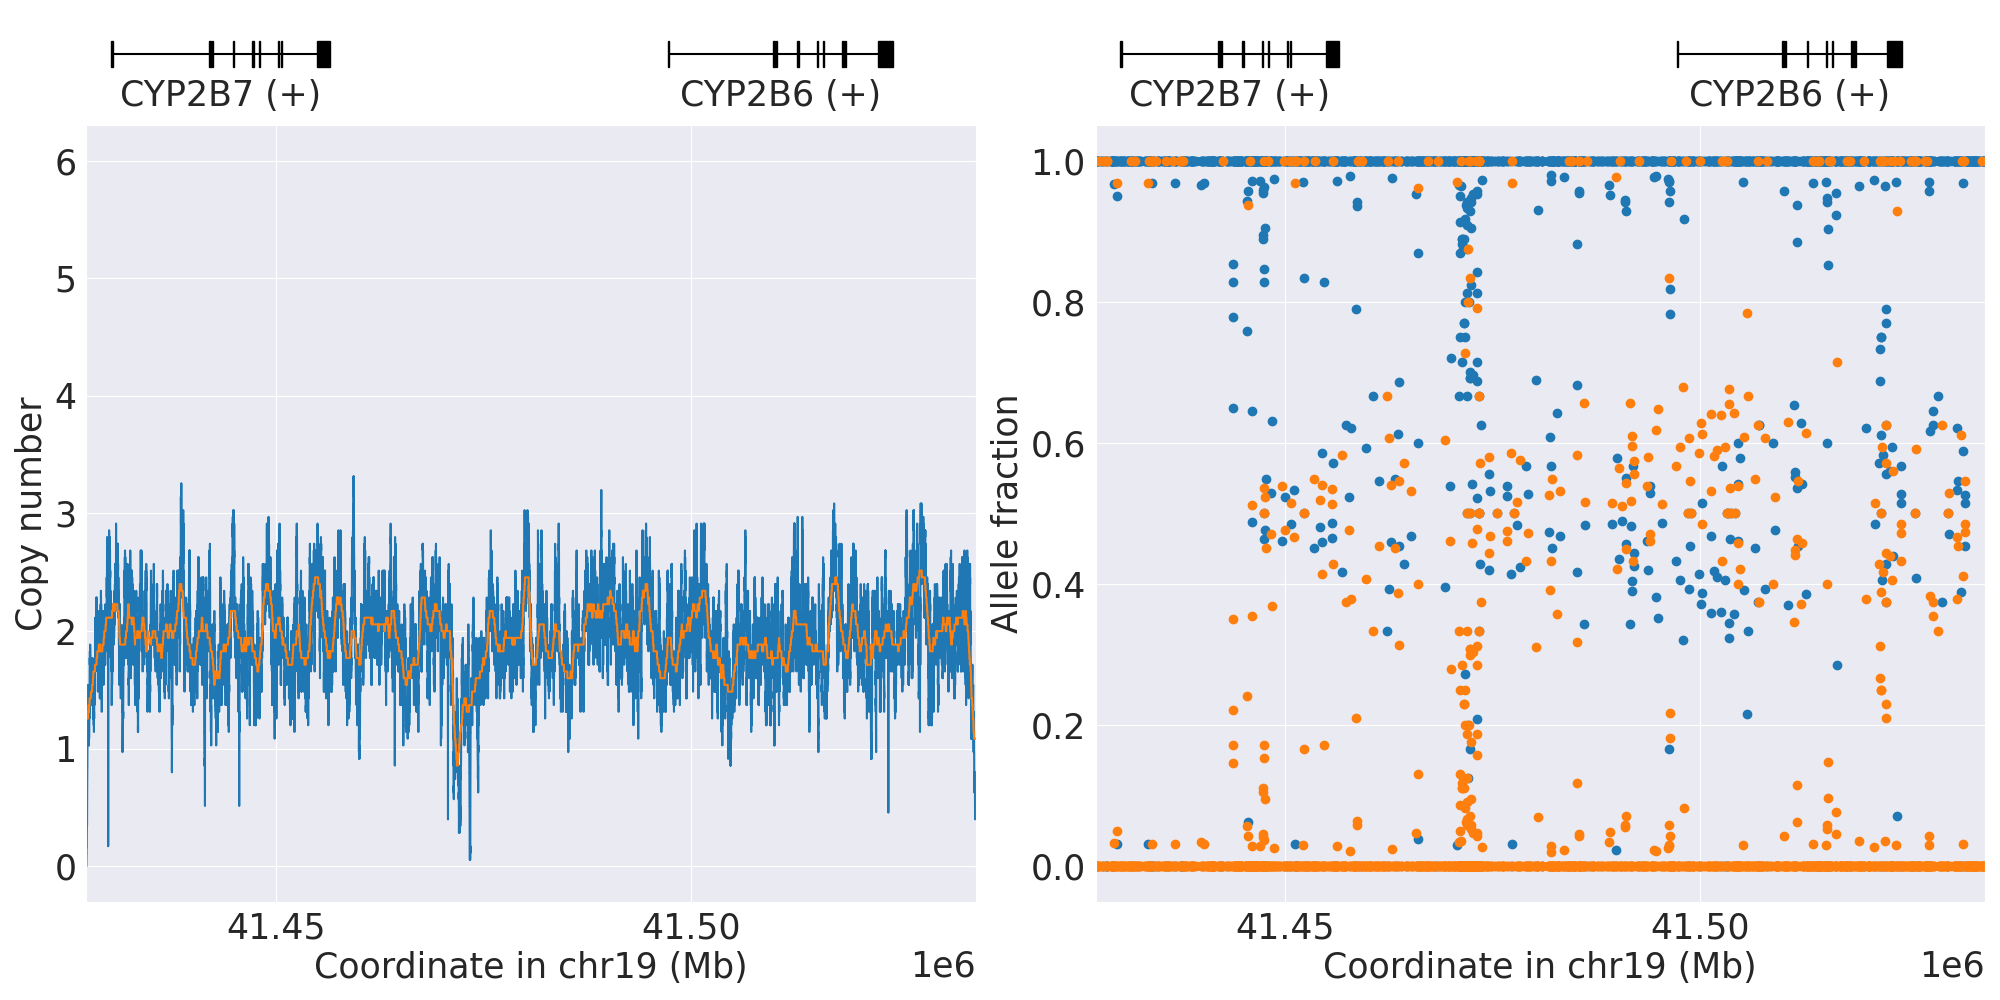 CYP2B7 (+)
CYP2B6 (+)
Copy number
6
5
4
3
2
1
0
41.45
41.50
Coordinate in chr19 (Mb)
1e6
CYP2B7 (+)
CYP2B6 (+)
Allele fraction
1.0
0.8
0.6
0.4
0.2
0.0
41.45
41.50
Coordinate in chr19 (Mb)
1e6